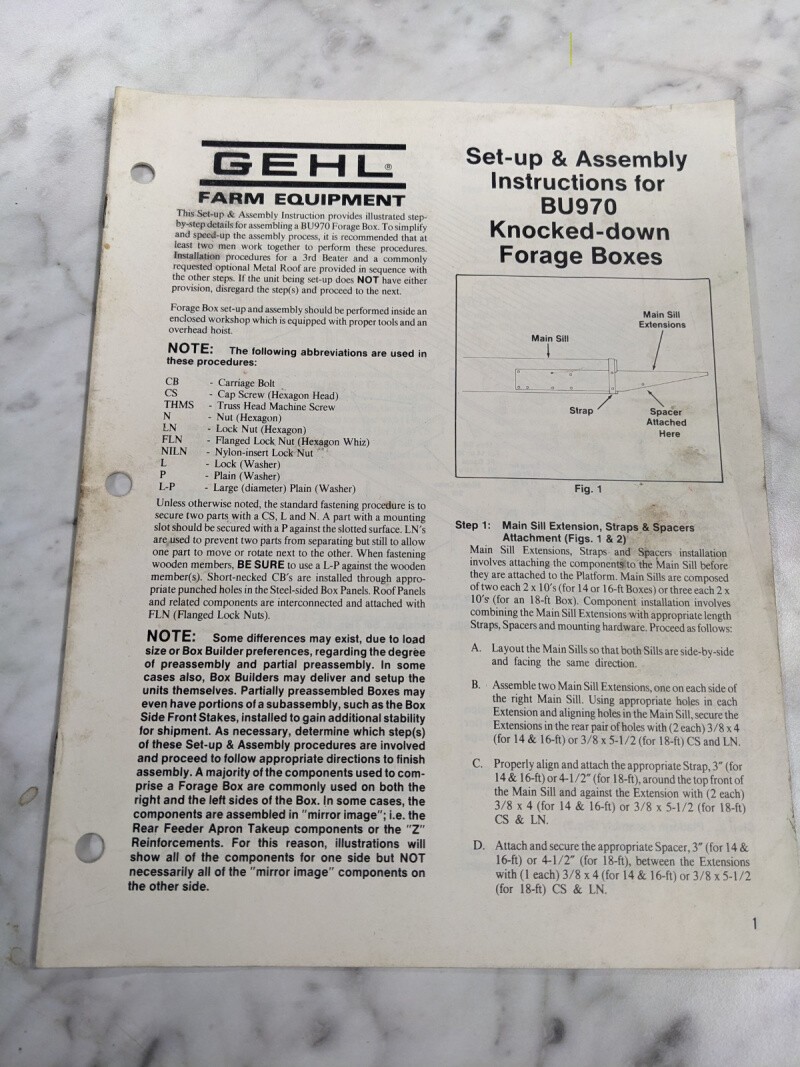 GEHL®
FARM EQUIPMENT
This Set-up & Assembly Instruction provides illustrated step-
by-step details for assembling a BU970 Forage Box. To simplify
and speed-up the assembly process, it is recommended that at
least two men work together to perform these procedures.
Installation procedures for a 3rd Beater and a commonly
requested optional Metal Roof are provided in sequence with
the other steps. If the unit being set-up does NOT have either
provision, disregard the step(s) and proceed to the next.
Forage Box set-up and assembly should be performed inside an
enclosed workshop which is equipped with proper tools and an
overhead hoist.
NOTE: The following abbreviations are used in
these procedures:
CB - Carriage Bolt
CS - Cap Screw (Hexagon Head)
THMS - Truss Head Machine Screw
N - Nut (Hexagon)
LN - Lock Nut (Hexagon)
FLN - Flanged Lock Nut (Hexagon Whiz)
NILN - Nylon-insert Lock Nut
L - Lock (Washer)
P - Plain (Washer)
L-P - Large (diameter) Plain (Washer)
Unless otherwise noted, the standard fastening procedure is to
secure two parts with a CS, L and N. A part with a mounting
slot should be secured with a P against the slotted surface. LN's
are used to prevent two parts from separating but still to allow
one part to move or rotate next to the other. When fastening
wooden members, BE SURE to use a L-P against the wooden
member(s). Short-necked CB's are installed through appro-
priate punched holes in the Steel-sided Box Panels. Roof Panels
and related components are interconnected and attached with
FLN (Flanged Lock Nuts).
NOTE: Some differences may exist, due to load
size or Box Builder preferences, regarding the degree
of preassembly and partial preassembly. In some
cases also, Box Builders may deliver and setup the
units themselves. Partially preassembled Boxes may
even have portions of a subassembly, such as the Box
Side Front Stakes, installed to gain additional stability
for shipment. As necessary, determine which step(s)
of these Set-up & Assembly procedures are involved
and proceed to follow appropriate directions to finish
assembly. A majority of the components used to com-
prise a Forage Box are commonly used on both the
right and the left sides of the Box. In some cases, the
components are assembled in "mirror image"; i.e. the
Rear Feeder Apron Takeup components or the "Z"
Reinforcements. For this reason, illustrations will
show all of the components for one side but NOT
necessarily all of the "mirror image" components on
the other side.
Set-up & Assembly
Instructions for
BU970
Knocked-down
Forage Boxes
Main Sill
Main Sill
Extensions
Strap
Spacer
Attached
Here
Fig. 1
Step 1: Main Sill Extension, Straps & Spacers
Attachment (Figs. 1 & 2)
Main Sill Extensions, Straps and Spacers installation
involves attaching the components to the Main Sill before
they are attached to the Platform. Main Sills are composed
of two each 2 x 10's (for 14 or 16-ft Boxes) or three each 2 x
10's (for an 18-ft Box). Component installation involves
combining the Main Sill Extensions with appropriate length
Straps, Spacers and mounting hardware. Proceed as follows:
A. Layout the Main Sills so that both Sills are side-by-side
and facing the same direction.
B. Assemble two Main Sill Extensions, one on each side of
the right Main Sill. Using appropriate holes in each
Extension and aligning holes in the Main Sill, secure the
Extensions in the rear pair of holes with (2 each) 3/8 x 4
(for 14 & 16-ft) or 3/8 x 5-1/2 (for 18-ft) CS and LN.
C. Properly align and attach the appropriate Strap, 3" (for
14 & 16-ft) or 4-1/2" (for 18-ft), around the top front of
the Main Sill and against the Extension with (2 each)
3/8 x 4 (for 14 & 16-ft) or 3/8 x 5-1/2 (for 18-ft)
CS & LN.
D. Attach and secure the appropriate Spacer, 3" (for 14 &
16-ft) or 4-1/2" (for 18-ft), between the Extensions
with (1 each) 3/8 x 4 (for 14 & 16-ft) or 3/8 x 5-1/2
(for 18-ft) CS & LN.
1